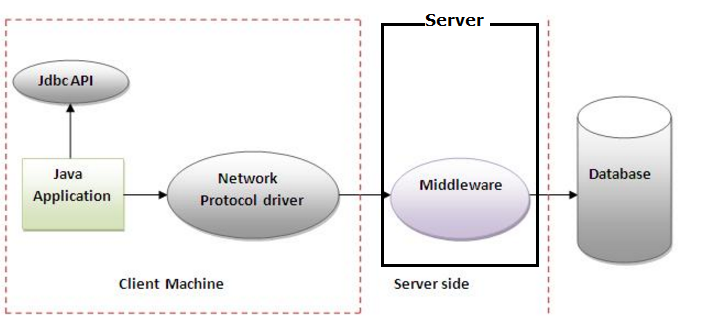 Server
Jdbc API
Java
Application
Network
Protocol driver
Middleware
Database
Client Machine
Server side